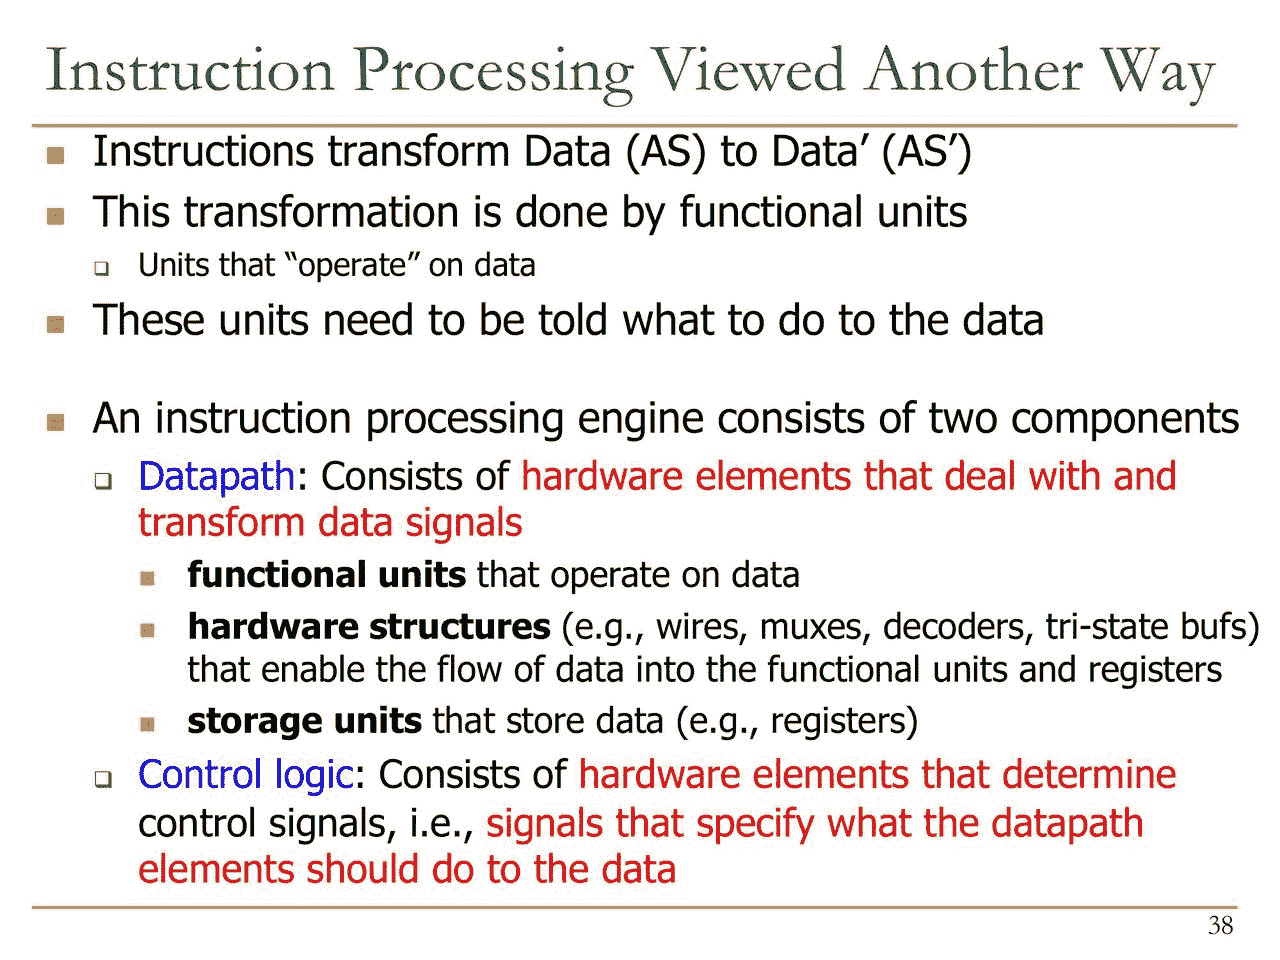 Instruction Processing Viewed Another Way
Instructions transform Data (AS) to Data’ (AS’)
This transformation is done by functional units
Units that “operate” on data
These units need to be told what to do to the data
An instruction processing engine consists of two components
Datapath: Consists of hardware elements that deal with and
transform data signals
functional units that operate on data
hardware structures (e.g., wires, muxes, decoders, tri-state bufs)
that enable the flow of data into the functional units and registers
storage units that store data (e.g., registers)
Control logic: Consists of hardware elements that determine
control signals, i.e., signals that specify what the datapath
elements should do to the data
38